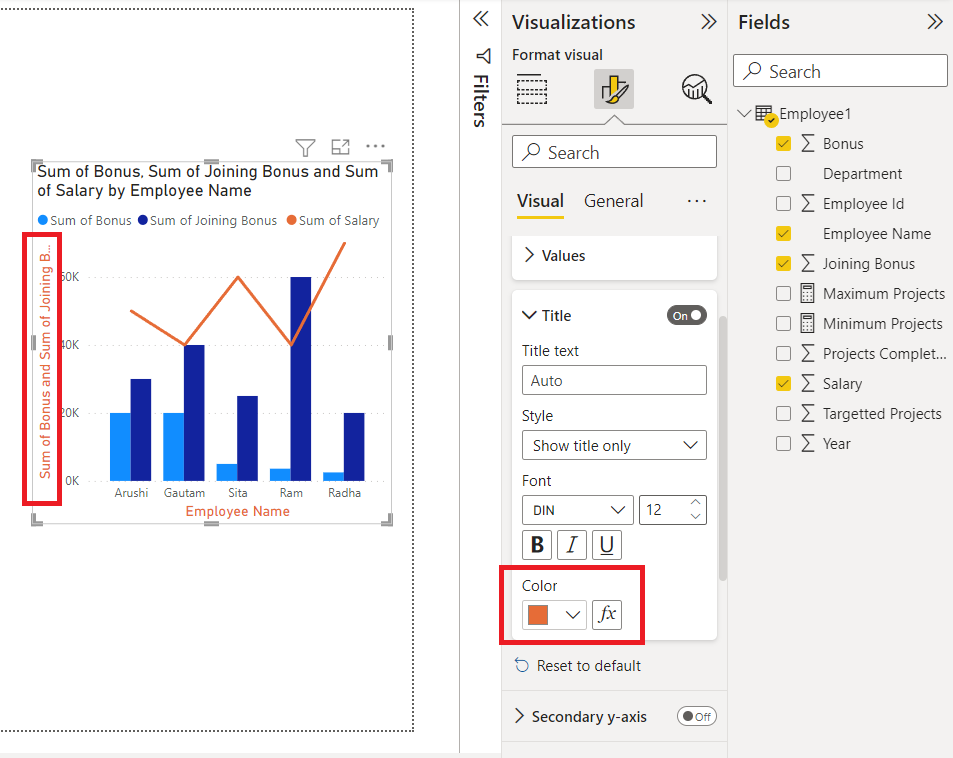 Sum of Bonus, Sum of Joining Bonus and Sum
of Salary by Employee Name
Sum of Bonus
Sum of Joining Bonus
Sum of Salary
Sum of Bonus and Sum of Joining B...
60K
40K
20K
0K
Arushi
Gautam
Sita
Ram
Radha
Employee Name
Filters
Visualizations
Format visual
Search
Visual
General
Values
Title
On
Title text
Auto
Style
Show title only
Font
DIN
12
B
I
U
Color
fx
Reset to default
Secondary y-axis
Off
Fields
Search
Employee1
Bonus
Department
Employee Id
Employee Name
Joining Bonus
Maximum Projects
Minimum Projects
Projects Complet...
Salary
Targetted Projects
Year